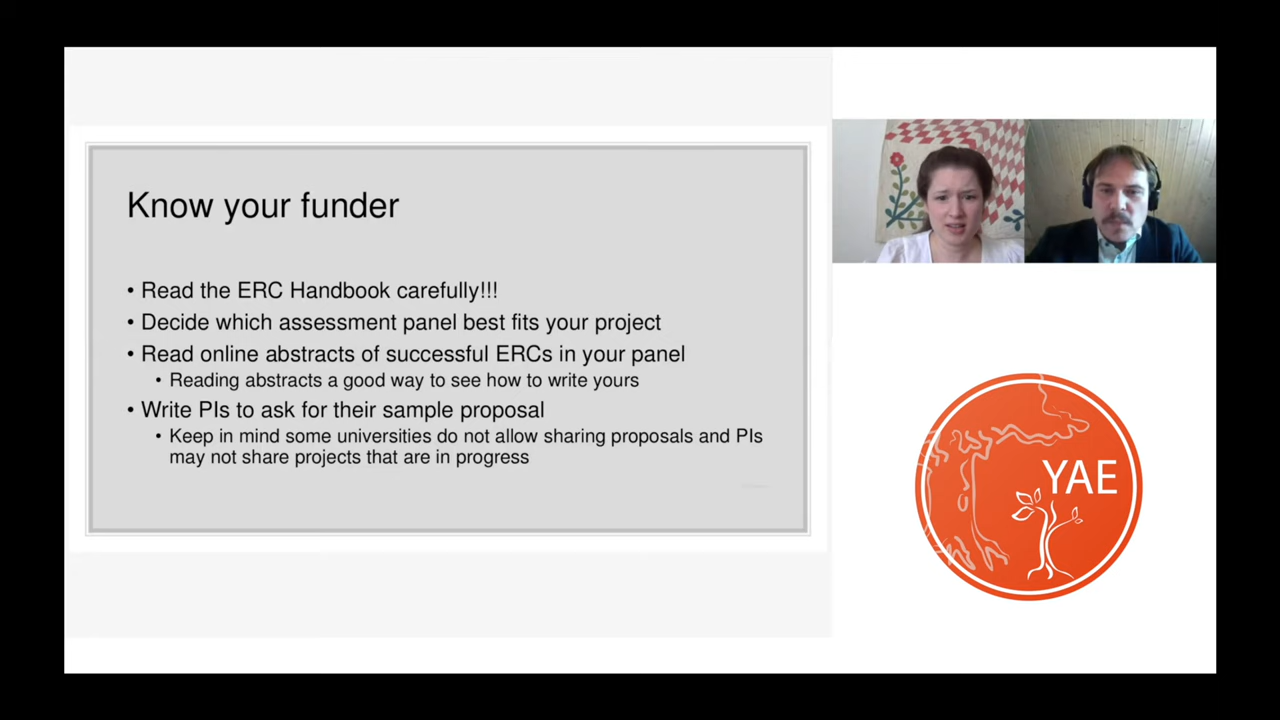 Know your funder
• Read the ERC Handbook carefully!!!
• Decide which assessment panel best fits your project
• Read online abstracts of successful ERCs in your panel
• Reading abstracts a good way to see how to write yours
• Write PIs to ask for their sample proposal
• Keep in mind some universities do not allow sharing proposals and PIs
may not share projects that are in progress
YAE